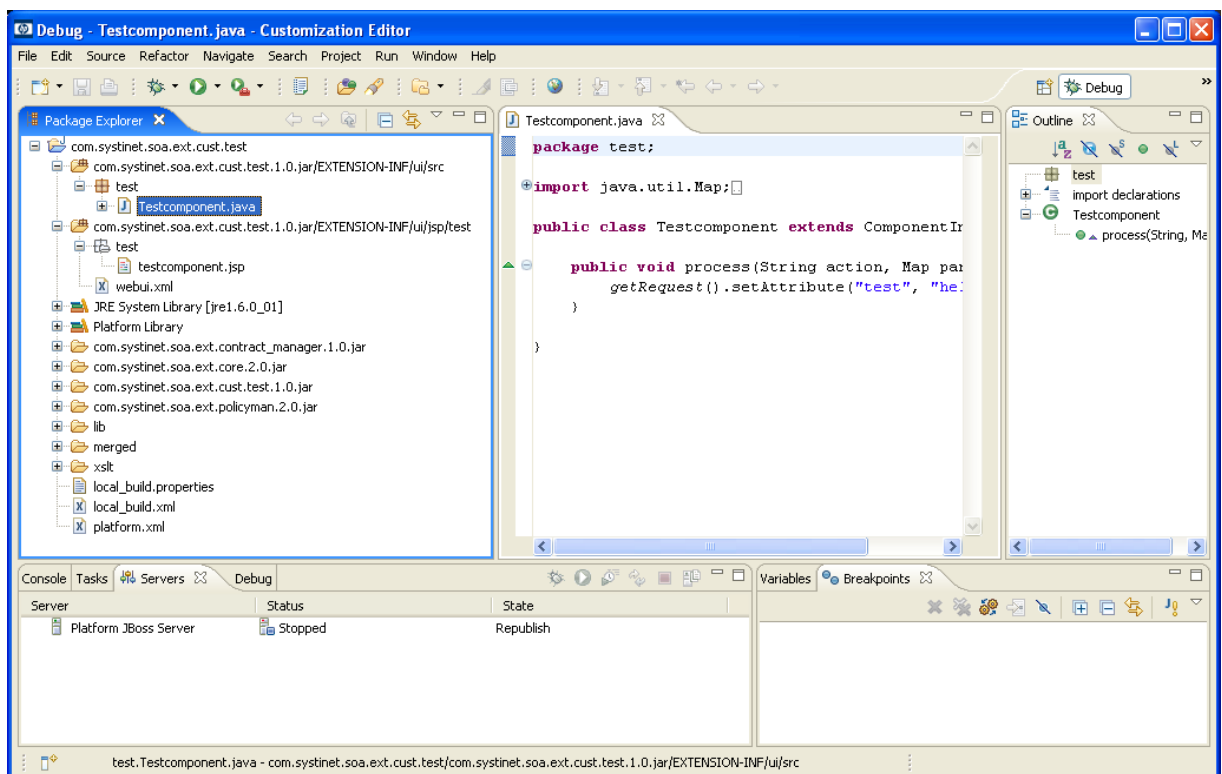 Debug - Testcomponent.java - Customization Editor
File Edit Source Refactor Navigate Search Project Run Window Help
Debug
Package Explorer
com.systinet.soa.ext.cust.test
com.systinet.soa.ext.cust.test.1.0.jar/EXTENSION-INF/ui/src
test
Testcomponent.java
com.systinet.soa.ext.cust.test.1.0.jar/EXTENSION-INF/ui/jsp/test
test
testcomponent.jsp
webui.xml
JRE System Library [jre1.6.0_01]
Platform Library
com.systinet.soa.ext.contract_manager.1.0.jar
com.systinet.soa.ext.core.2.0.jar
com.systinet.soa.ext.cust.test.1.0.jar
com.systinet.soa.ext.policyman.2.0.jar
lib
merged
xslt
local_build.properties
local_build.xml
platform.xml
Testcomponent.java
package test;
import java.util.Map;
public class Testcomponent extends ComponentIr
public void process(String action, Map par
getRequest().setAttribute("test", "hel
}
}
Outline
test
import declarations
Testcomponent
process(String, Ma
Console Tasks Servers Debug
Server Status State
Platform JBoss Server Stopped Republish
Variables Breakpoints
test.Testcomponent.java - com.systinet.soa.ext.cust.test/com.systinet.soa.ext.cust.test.1.0.jar/EXTENSION-INF/ui/src